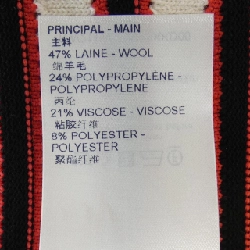 PRINCIPAL - MAIN
主料
47% LAINE - WOOL
绵羊毛
24% POLYPROPYLÈNE -
POLYPROPYLENE
丙纶
21% VISCOSE - VISCOSE
粘胶纤维
8% POLYESTER -
POLYESTER
聚酯纤维